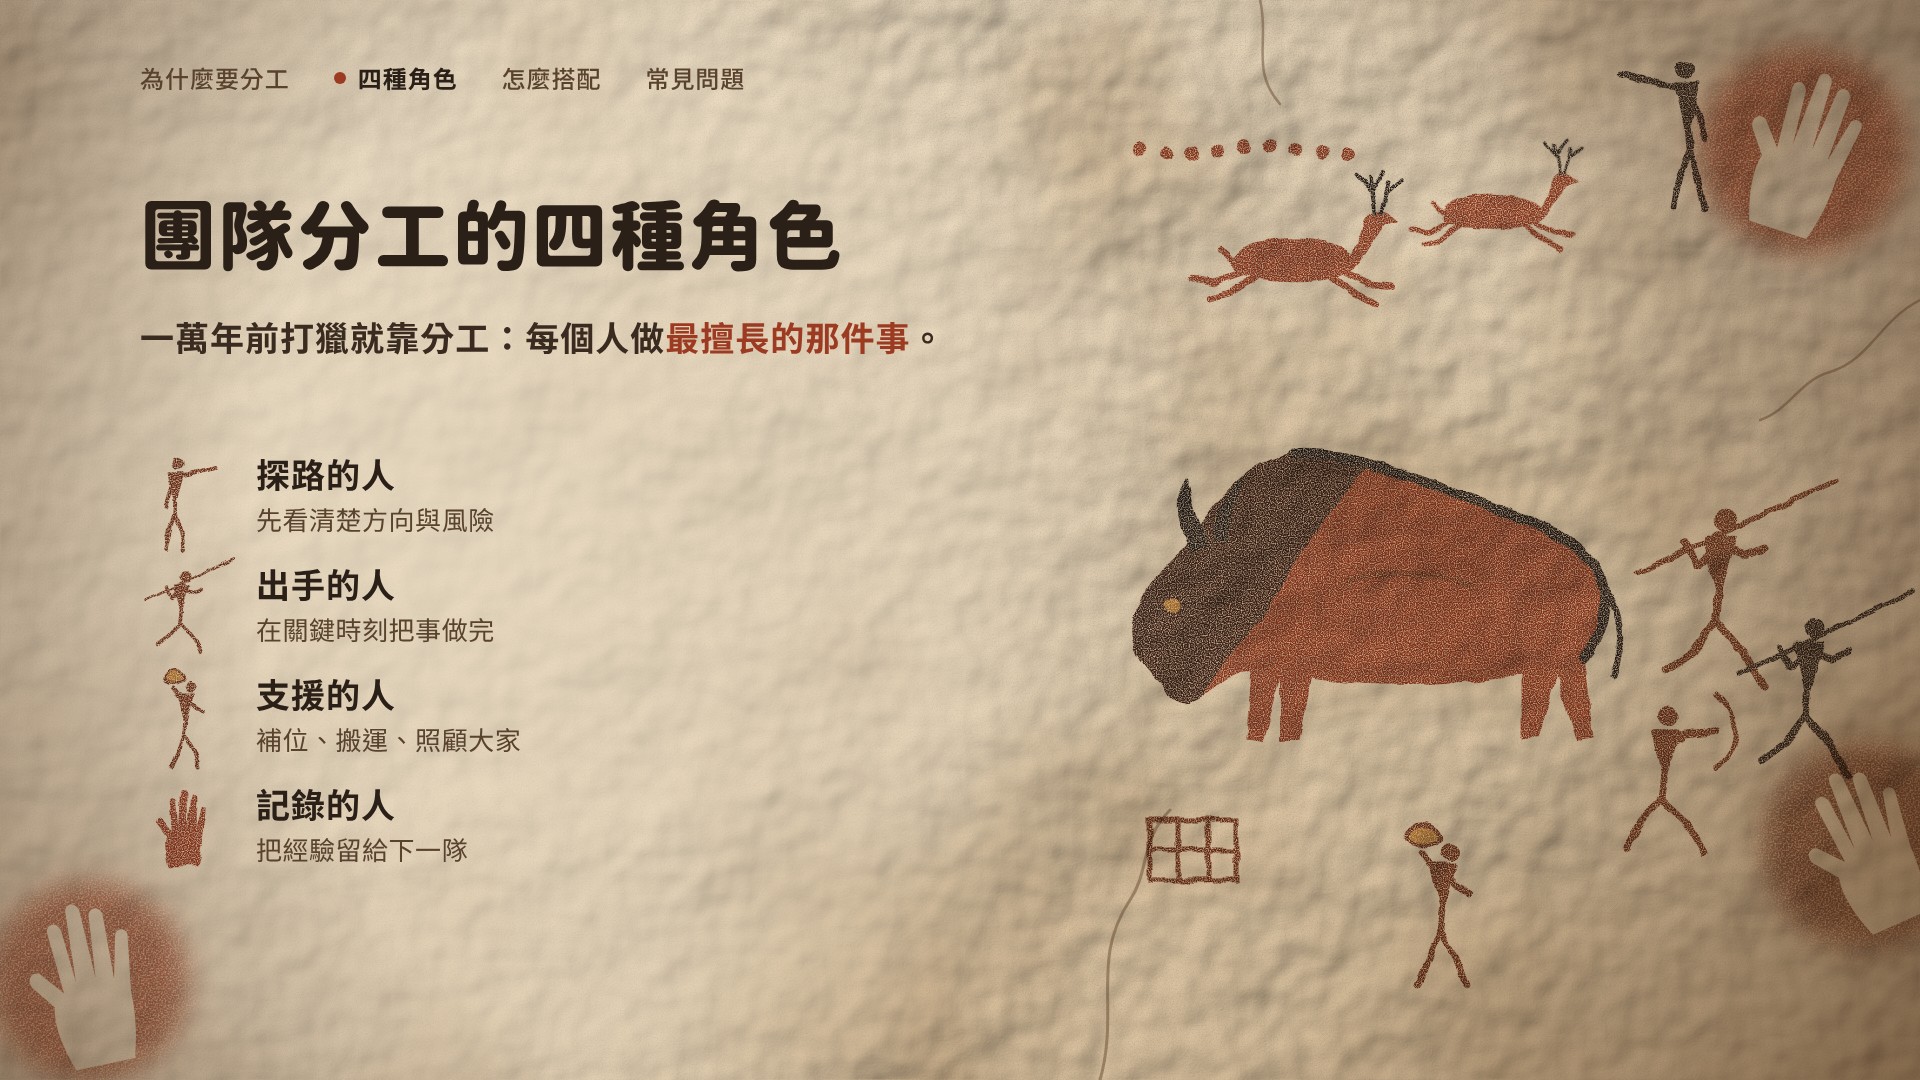 為什麼要分工 四種角色 怎麼搭配 常見問題
團隊分工的四種角色
一萬年前打獵就靠分工：每個人做最擅長的那件事。
探路的人
先看清楚方向與風險
出手的人
在關鍵時刻把事做完
支援的人
補位、搬運、照顧大家
記錄的人
把經驗留給下一隊